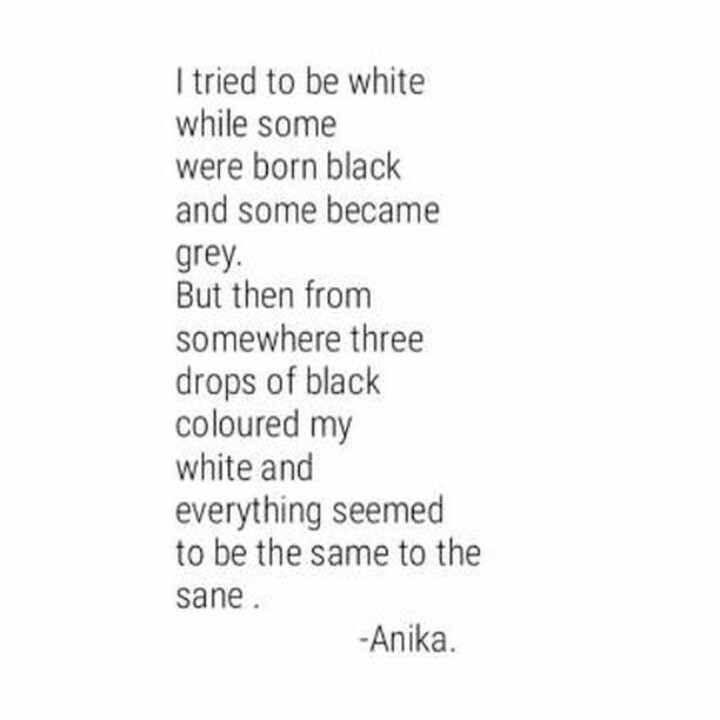 I tried to be white
while some
were born black
and some became
grey.
But then from
somewhere three
drops of black
coloured my
white and
everything seemed
to be the same to the
sane .
-Anika.